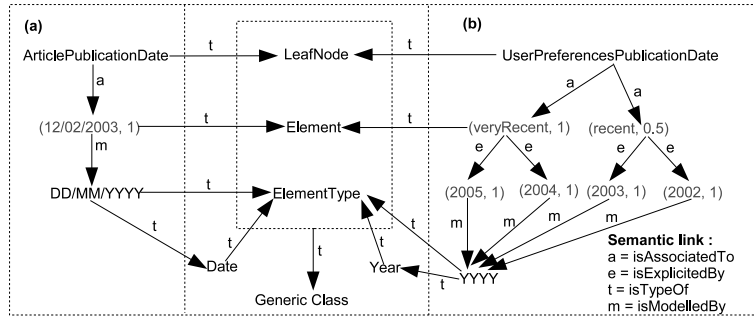 (a)
(b)
ArticlePublicationDate
t
LeafNode
t
UserPreferencesPublicationDate
a
a
a
(12/02/2003, 1)
t
Element
t
(veryRecent, 1)
(recent, 0.5)
m
e
e
e
e
DD/MM/YYYY
t
ElementType
(2005, 1)
(2004, 1)
(2003, 1)
(2002, 1)
t
t
t
t
m
m
m
m
Date
t
Year
t
YYYY
Generic Class
Semantic link :
a = isAssociatedTo
e = isExplicitedBy
t = isTypeOf
m = isModelledBy